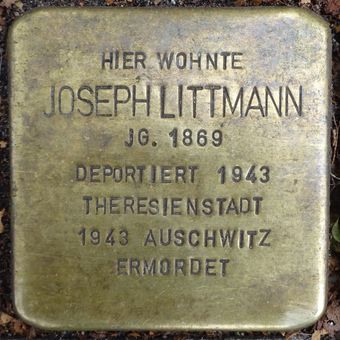 HIER WOHNTE
JOSEPH LITTMANN
JG. 1869
DEPORTIERT 1943
THERESIENSTADT
1943 AUSCHWITZ
ERMORDET